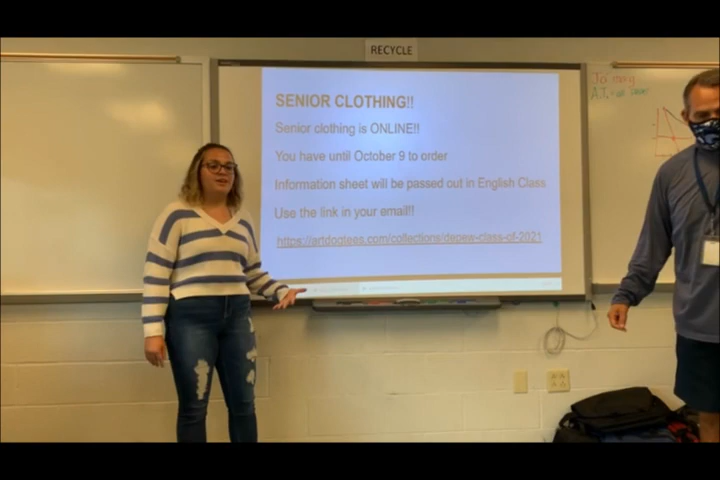 RECYCLE
SENIOR CLOTHING!!
Senior clothing is ONLINE!!
You have until October 9 to order
Information sheet will be passed out in English Class
Use the link in your email!!
https://artdogtees.com/collections/depew-class-of-2021